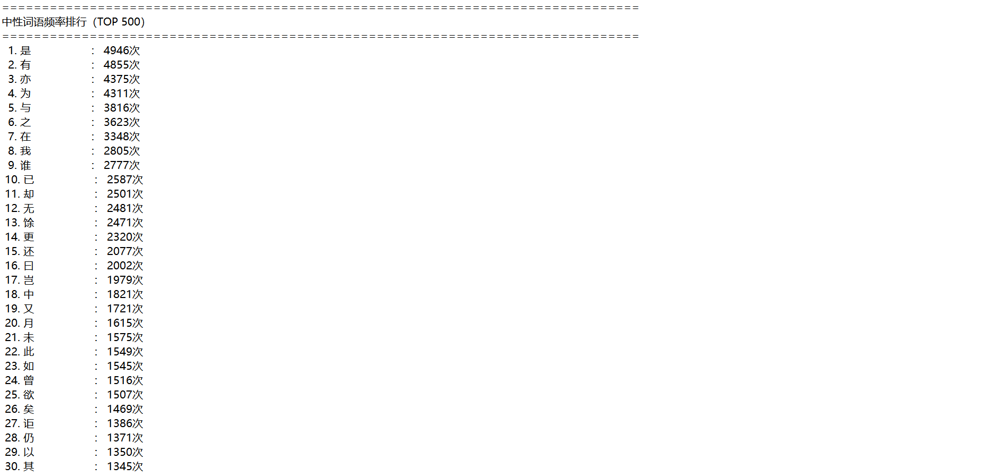 ================================================================================
中性词语频率排行（TOP 500）
================================================================================
1. 是 : 4946次
2. 有 : 4855次
3. 亦 : 4375次
4. 为 : 4311次
5. 与 : 3816次
6. 之 : 3623次
7. 在 : 3348次
8. 我 : 2805次
9. 谁 : 2777次
10. 已 : 2587次
11. 却 : 2501次
12. 无 : 2481次
13. 馀 : 2471次
14. 更 : 2320次
15. 还 : 2077次
16. 曰 : 2002次
17. 岂 : 1979次
18. 中 : 1821次
19. 又 : 1721次
20. 月 : 1615次
21. 未 : 1575次
22. 此 : 1549次
23. 如 : 1545次
24. 曾 : 1516次
25. 欲 : 1507次
26. 矣 : 1469次
27. 讵 : 1386次
28. 仍 : 1371次
29. 以 : 1350次
30. 其 : 1345次